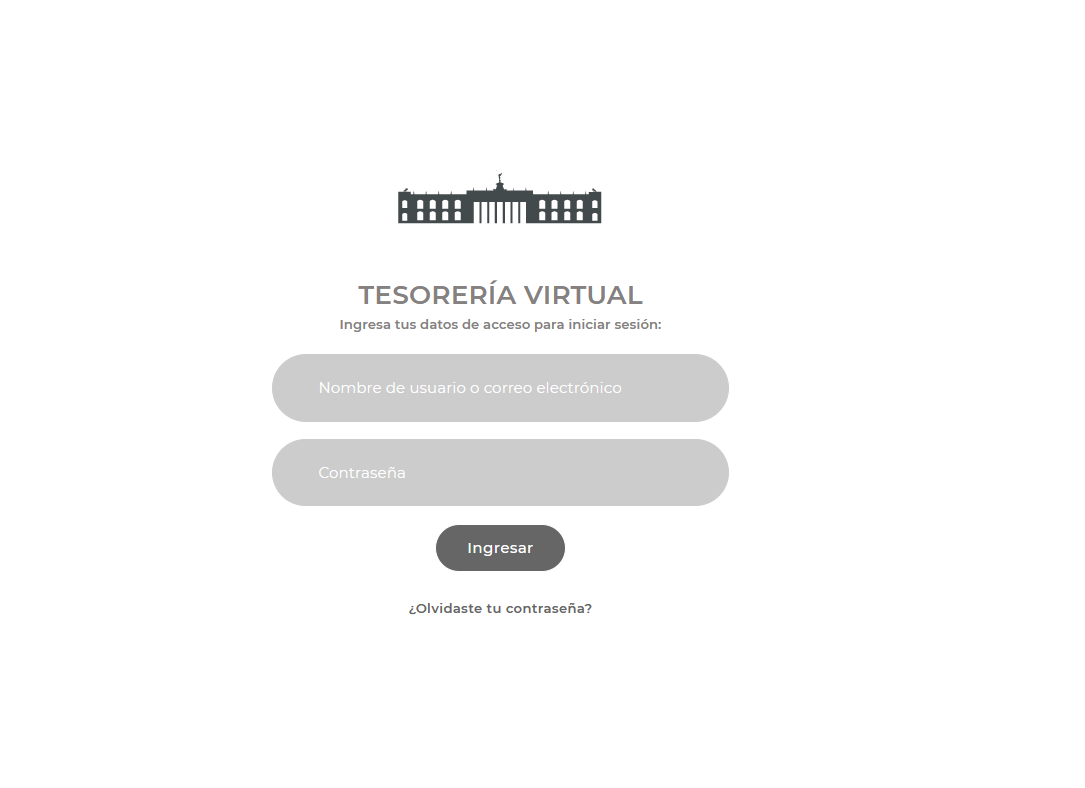 TESORERÍA VIRTUAL
Ingresa tus datos de acceso para iniciar sesión:
Nombre de usuario o correo electrónico
Contraseña
Ingresar
¿Olvidaste tu contraseña?